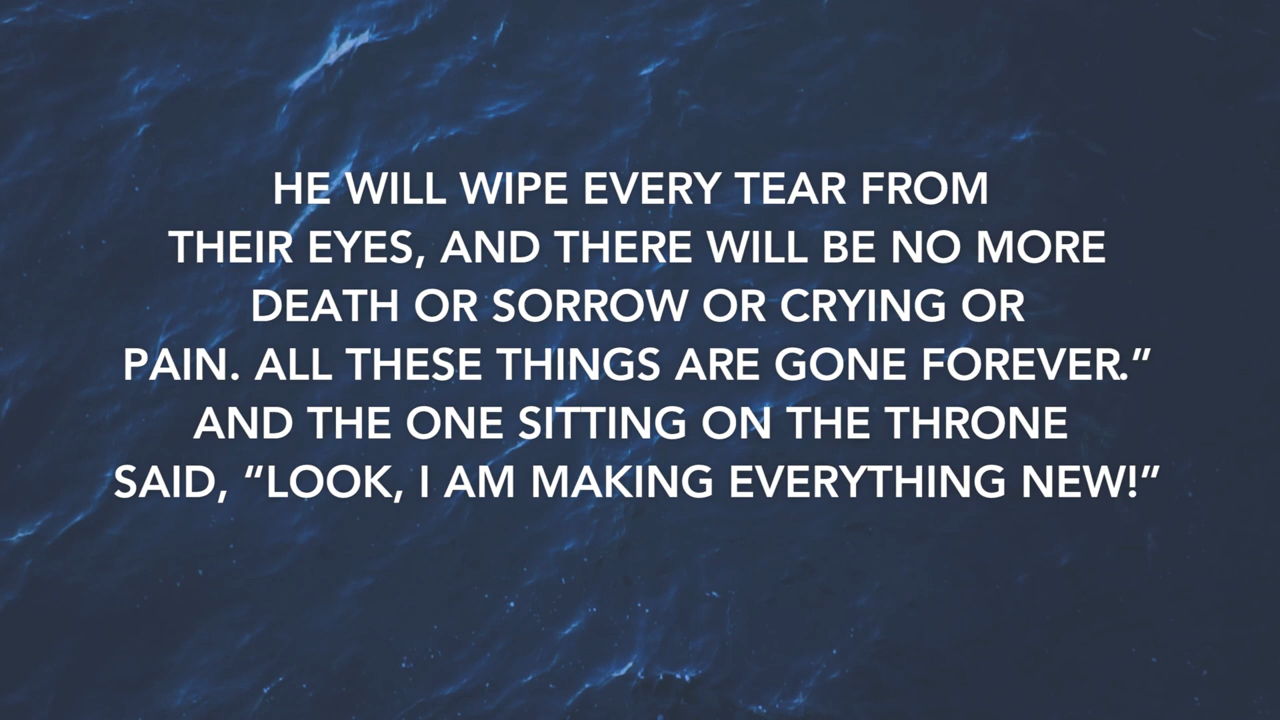 HE WILL WIPE EVERY TEAR FROM
THEIR EYES, AND THERE WILL BE NO MORE
DEATH OR SORROW OR CRYING OR
PAIN. ALL THESE THINGS ARE GONE FOREVER.”
AND THE ONE SITTING ON THE THRONE
SAID, “LOOK, I AM MAKING EVERYTHING NEW!”